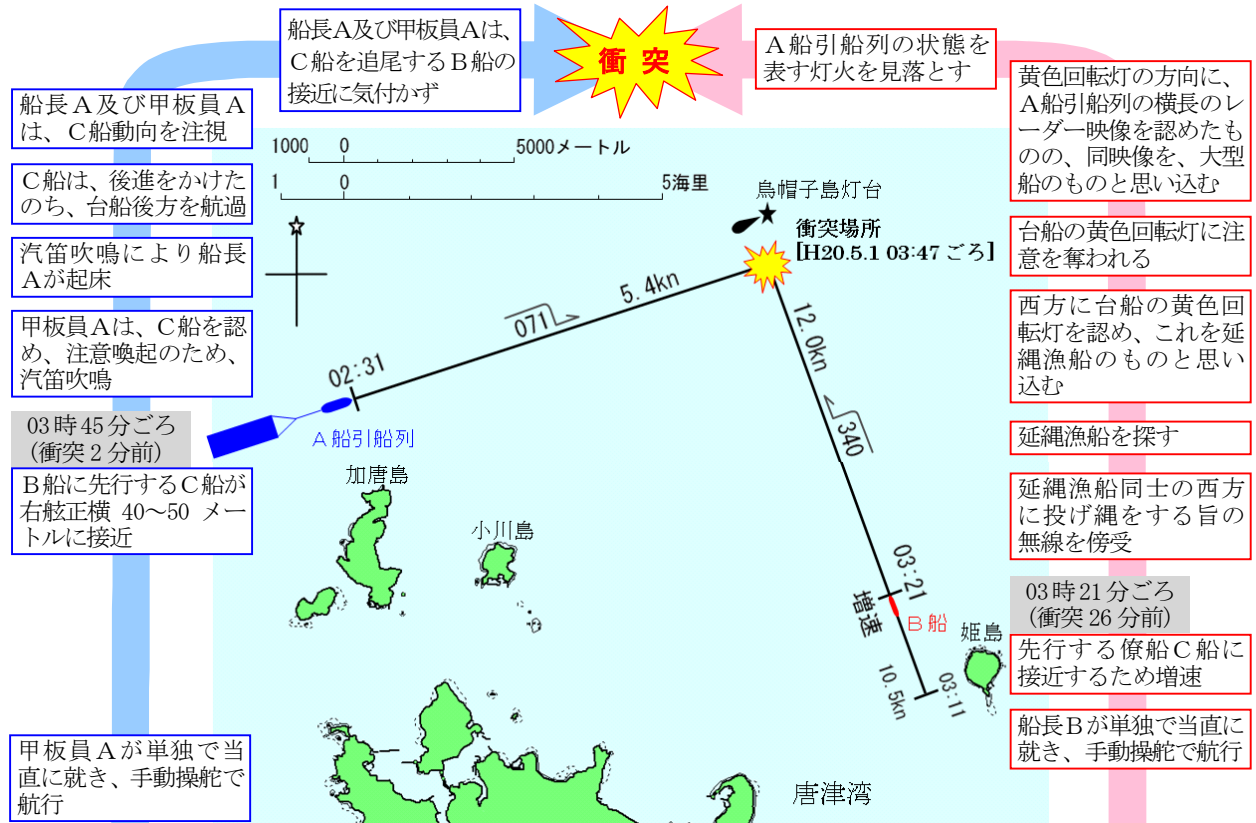 船長A及び甲板員Aは、
C船を追尾するB船の
接近に気付かず
衝突
A船引船列の状態を
表す灯火を見落とす
船長A及び甲板員A
は、C船動向を注視
C船は、後進をかけた
のち、台船後方を航過
汽笛吹鳴により船長
Aが起床
甲板員Aは、C船を認
め、注意喚起のため、
汽笛吹鳴
03時45分ごろ
(衝突2分前)
B船に先行するC船が
右舷正横 40~50 メー
トルに接近
甲板員Aが単独で当
直に就き、手動操舵で
航行
1000 0 5000メートル
1 0 5海里
烏帽子島灯台
衝突場所
[H20.5.1 03:47 ごろ]
5.4kn
071
02:31
A船引船列
12.0kn
340
加唐島
小川島
03:21
増速
B船
姫島
10.5kn
03:11
唐津湾
黄色回転灯の方向に、
A船引船列の横長のレ
ーダー映像を認めたも
のの、同映像を、大型
船のものと思い込む
台船の黄色回転灯に注
意を奪われる
西方に台船の黄色回
転灯を認め、これを延
縄漁船のものと思い
込む
延縄漁船を探す
延縄漁船同士の西方
に投げ縄をする旨の
無線を傍受
03時21分ごろ
(衝突26分前)
先行する僚船C船に
接近するため増速
船長Bが単独で当直に
就き、手動操舵で航行